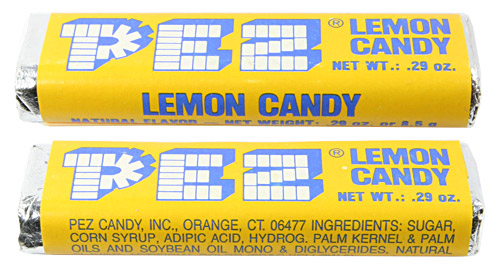 PEZ® LEMON
CANDY
NET WT.: .29 oz.
LEMON CANDY
NATURAL FLAVOR — NET WEIGHT: .29 oz. or 8.5 g
PEZ® LEMON
CANDY
NET WT.: .29 oz.
PEZ CANDY, INC., ORANGE, CT. 06477 INGREDIENTS: SUGAR,
CORN SYRUP, ADIPIC ACID, HYDROG. PALM KERNEL & PALM
OILS AND SOYBEAN OIL MONO & DIGLYCERIDES, NATURAL